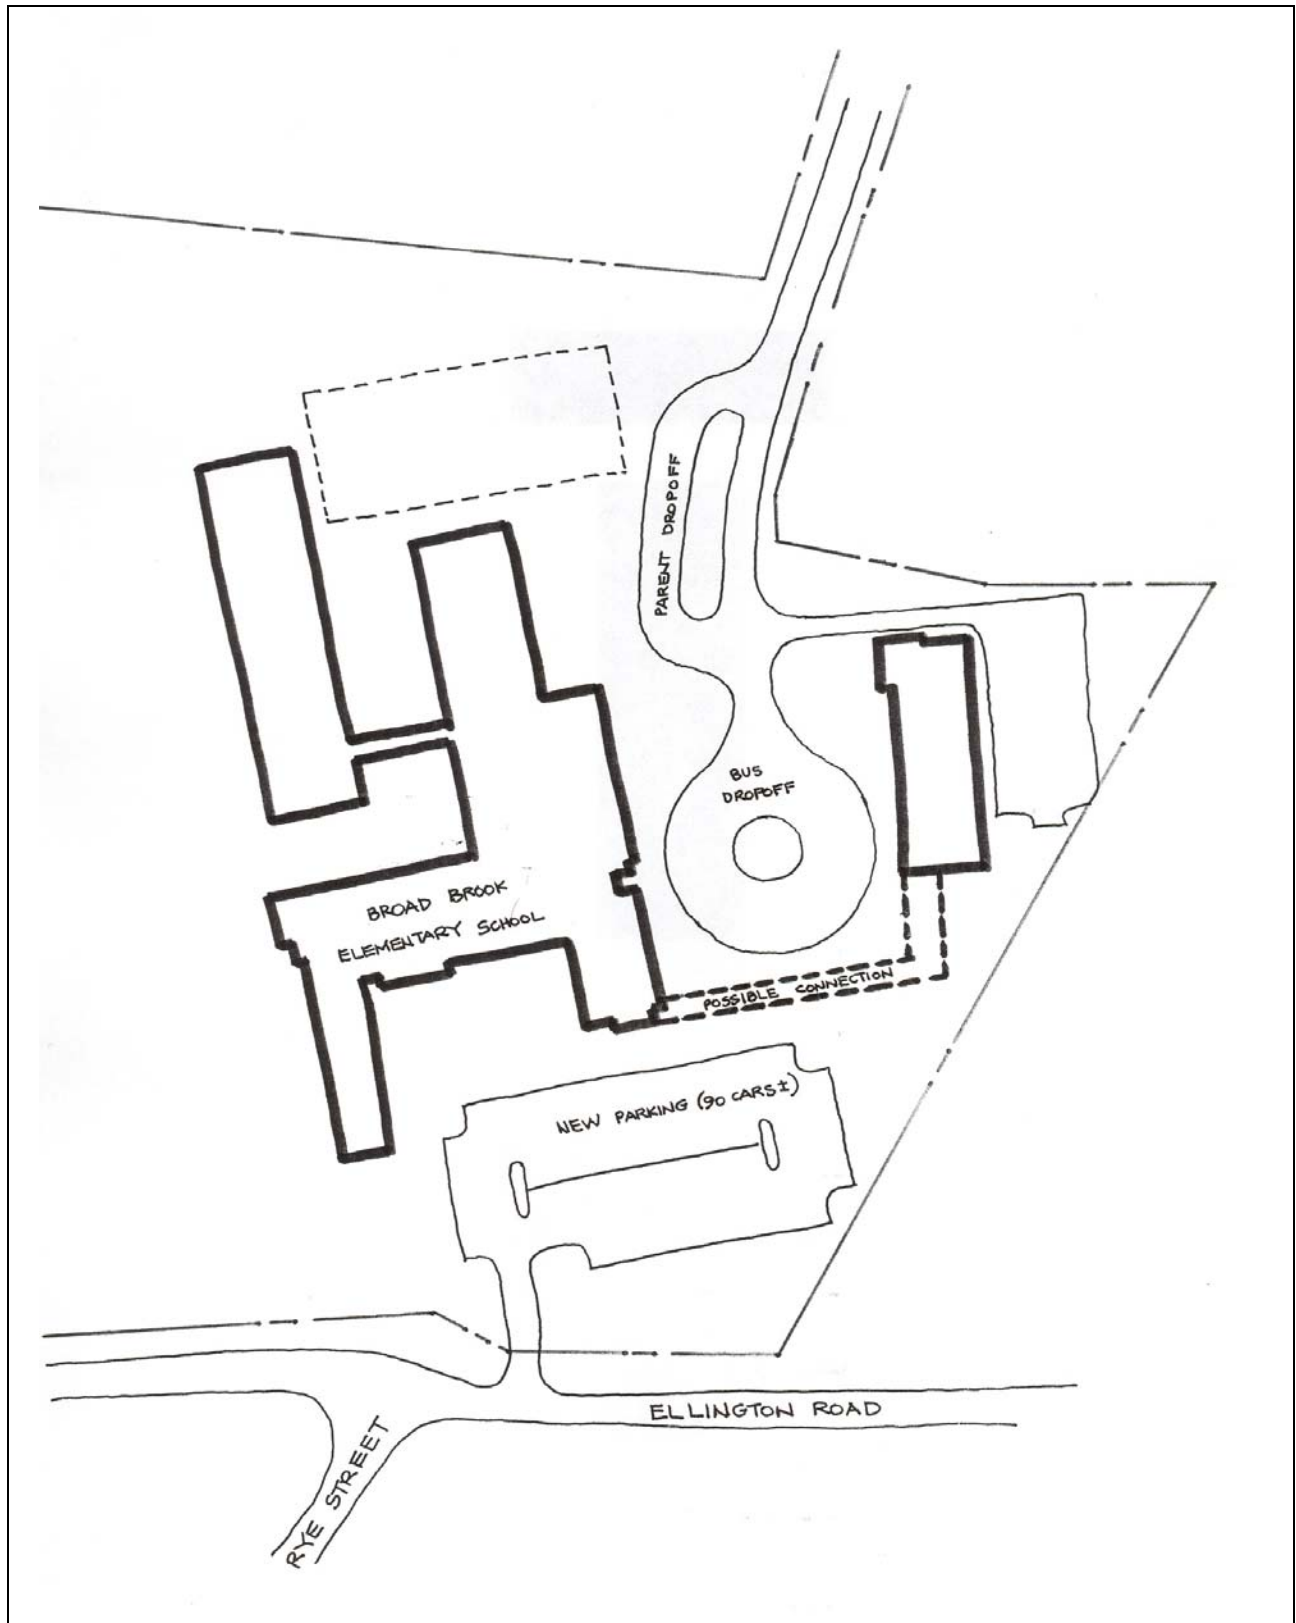 PARENT DROPOFF
BUS
DROPOFF
BROAD BROOK
ELEMENTARY SCHOOL
POSSIBLE CONNECTION
NEW PARKING (90 CARS±)
ELLINGTON ROAD
RYE STREET